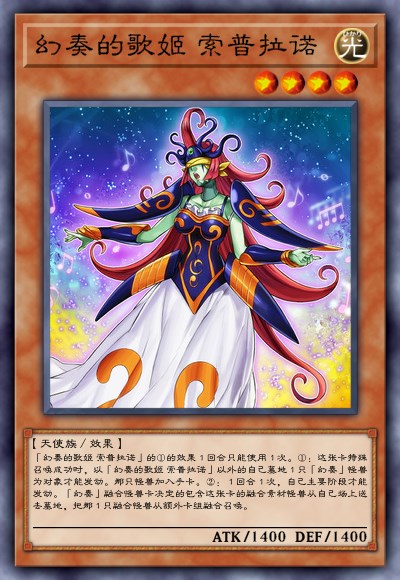 幻奏的歌姬 索普拉诺
光
【天使族／效果】
「幻奏的歌姬 索普拉诺」的①的效果1回合只能使用1次。①：这张卡特殊
召唤成功时，以「幻奏的歌姬 索普拉诺」以外的自己墓地1只「幻奏」怪兽
为对象才能发动。那只怪兽加入手卡。②：1回合1次，自己主要阶段才能
发动。「幻奏」融合怪兽卡决定的包含这张卡的融合素材怪兽从自己场上送
去墓地，把那1只融合怪兽从额外卡组融合召唤。
ATK/1400 DEF/1400